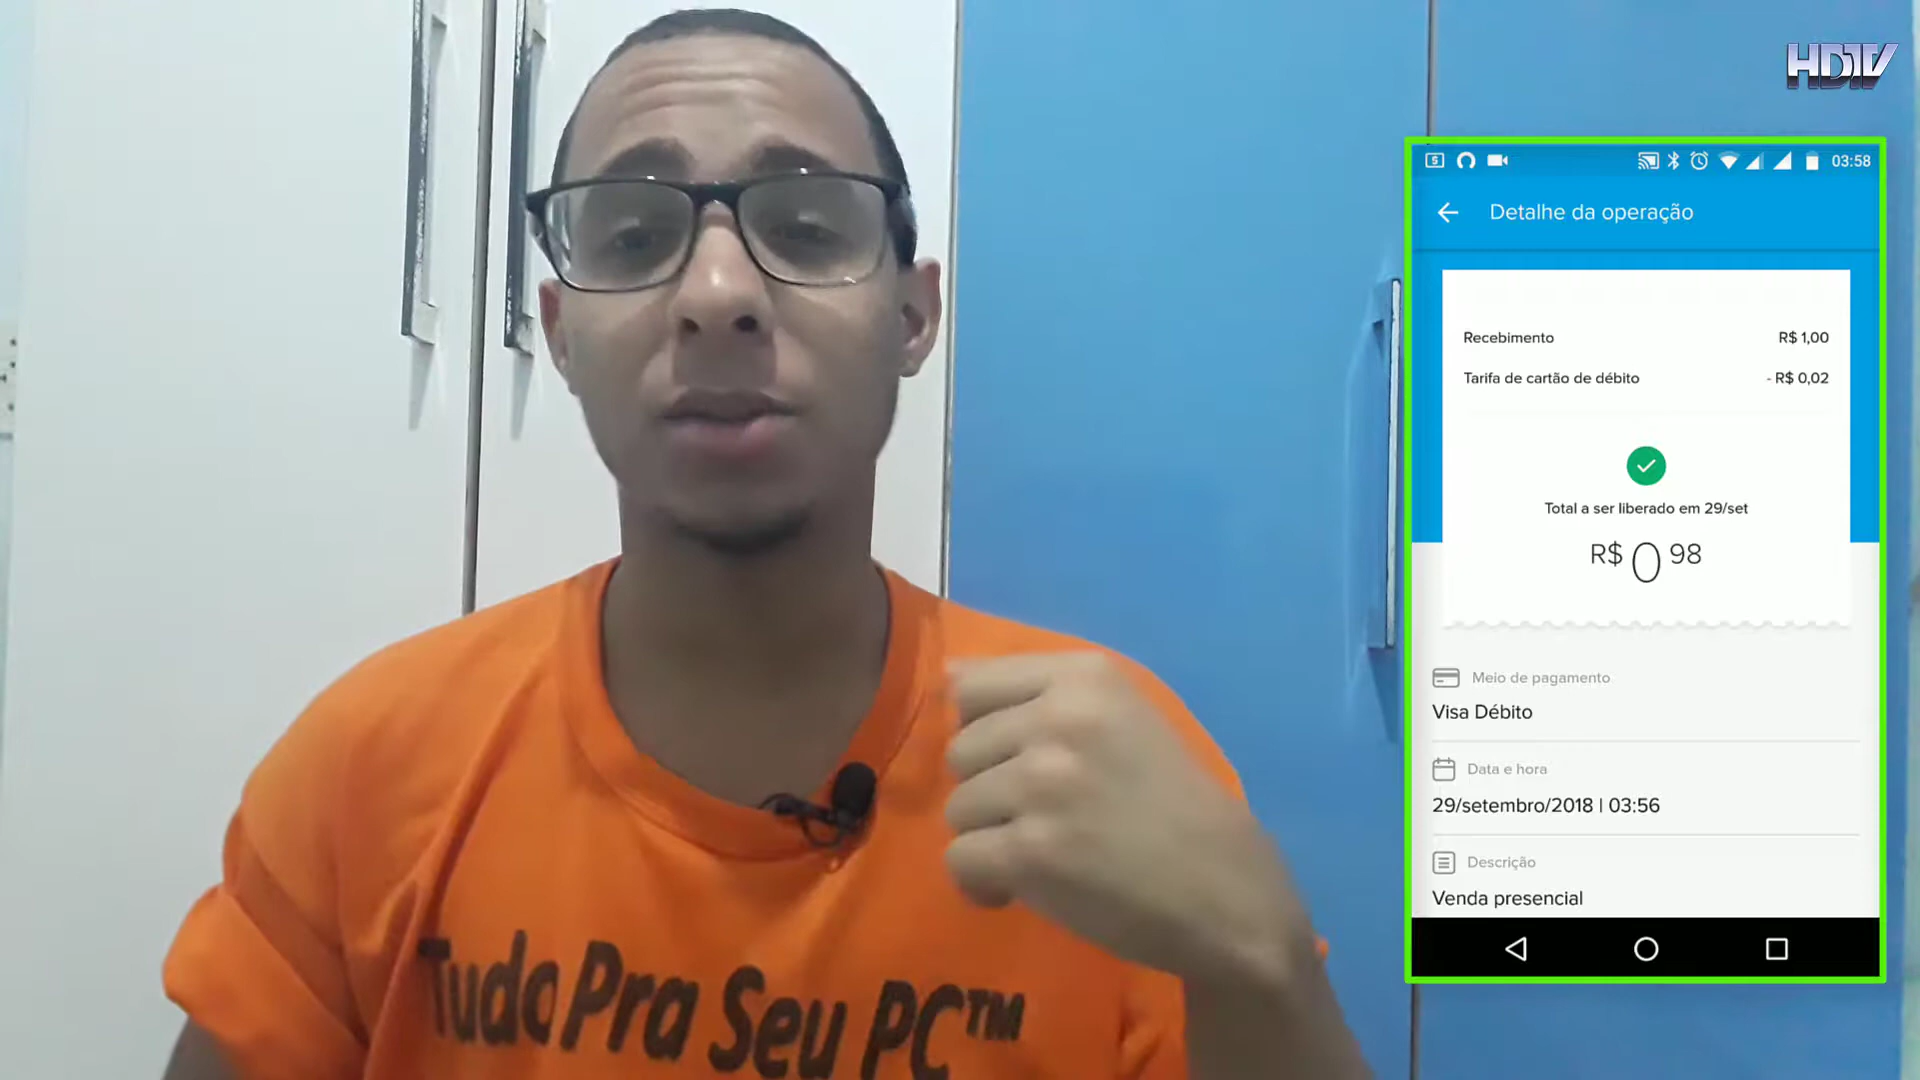 HDTV
03:58
Detalhe da operação
Recebimento R$ 1,00
Tarifa de cartão de débito - R$ 0,02
Total a ser liberado em 29/set
R$ 0 98
Meio de pagamento
Visa Débito
Data e hora
29/setembro/2018 | 03:56
Descrição
Venda presencial
Tudo Pra Seu PC™